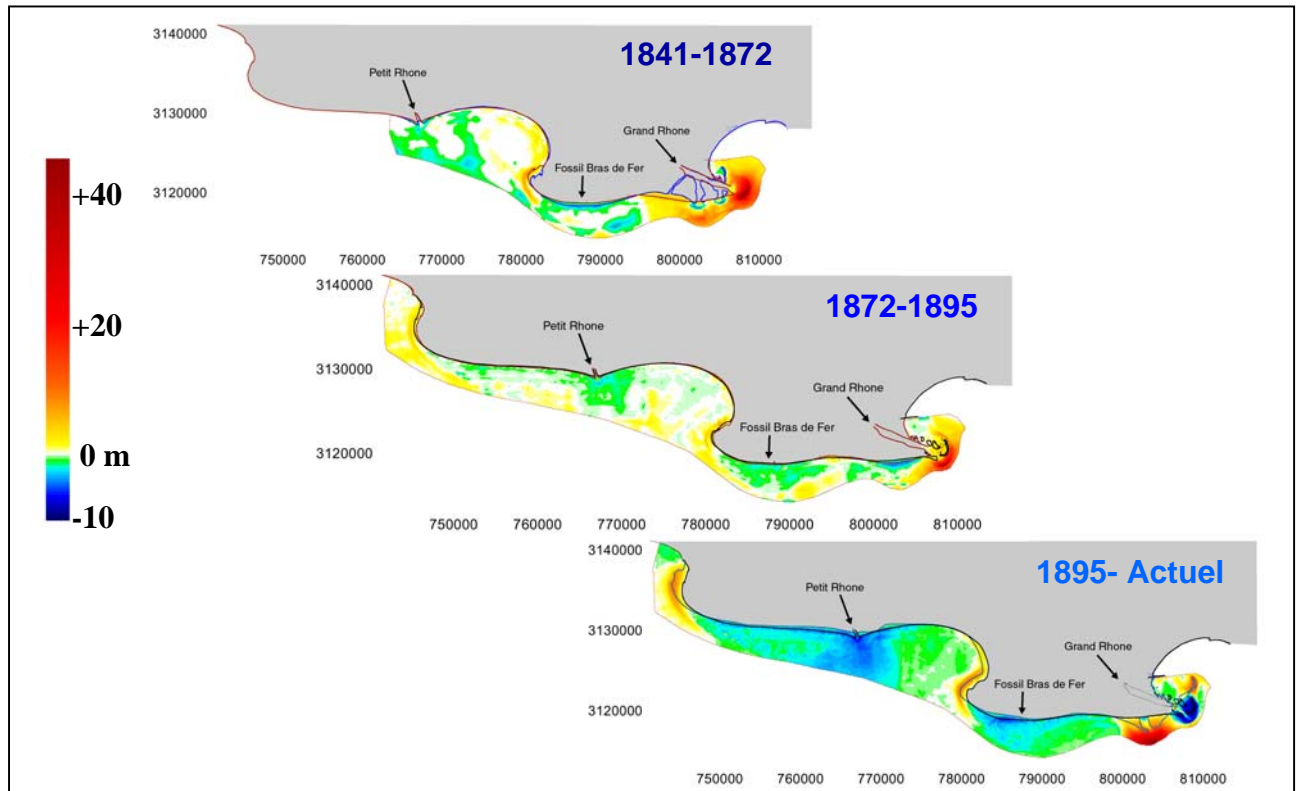 3140000
1841-1872
Petit Rhone
3130000
Grand Rhone
Fossil Bras de Fer
3120000
750000 760000 770000 780000 790000 800000 810000
+40
+20
0 m
-10
3140000
1872-1895
Petit Rhone
3130000
Grand Rhone
Fossil Bras de Fer
3120000
750000 760000 770000 780000 790000 800000 810000
3140000
1895- Actuel
Petit Rhone
3130000
Grand Rhone
Fossil Bras de Fer
3120000
750000 760000 770000 780000 790000 800000 810000